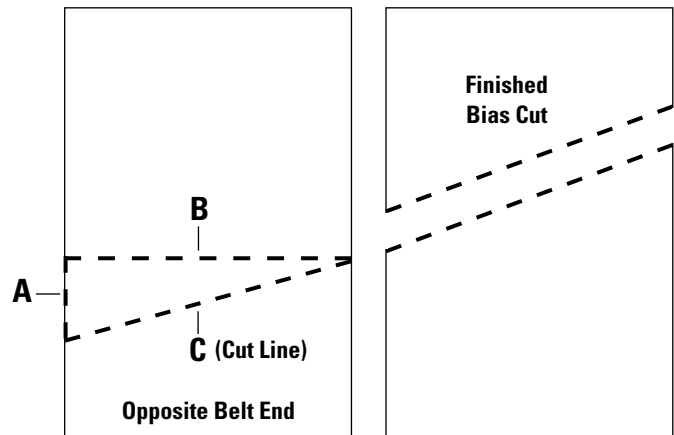 Finished
Bias Cut
B
A
C (Cut Line)
Opposite Belt End